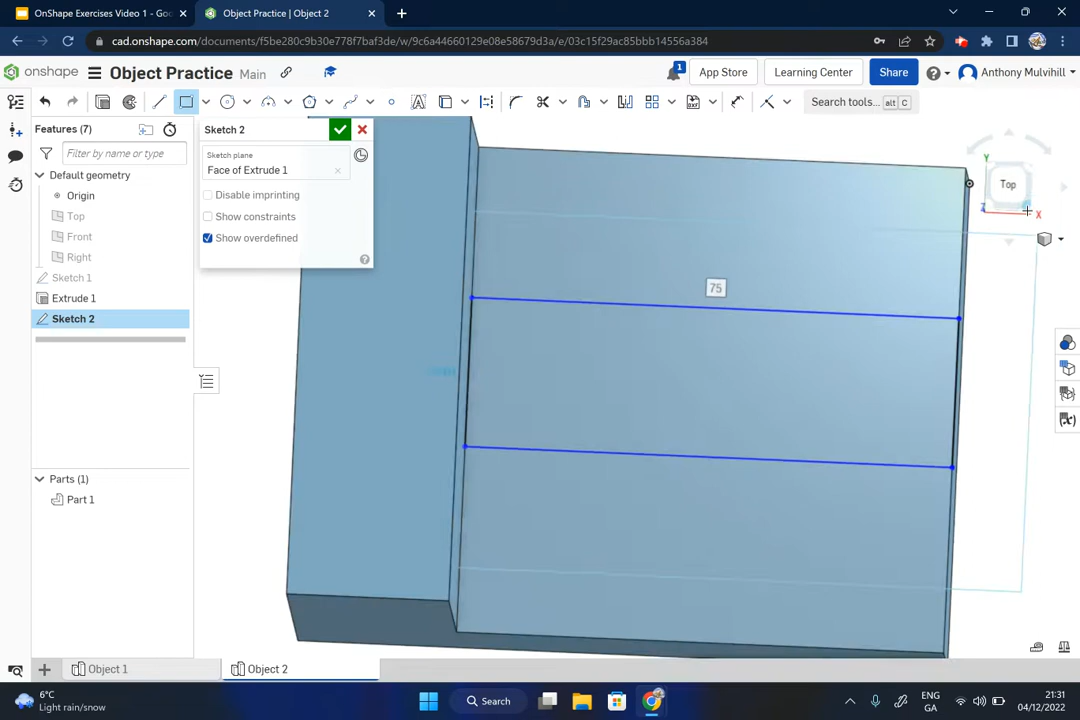 OnShape Exercises Video 1 - Goo
Object Practice | Object 2
cad.onshape.com/documents/f5be280c9b30e778f7baf3de/w/9c6a44660129e08e58679d3a/e/03c15f29ac85bbb14556a384
onshape
Object Practice
Main
1
App Store
Learning Center
Share
Anthony Mulvihill
Search tools...
alt
C
Features (7)
Filter by name or type
Default geometry
Origin
Top
Front
Right
Sketch 1
Extrude 1
Sketch 2
Parts (1)
Part 1
Sketch 2
Sketch plane
Face of Extrude 1
Disable imprinting
Show constraints
Show overdefined
75
Y
Top
Z
X
Object 1
Object 2
6°C
Light rain/snow
Search
ENG
GA
21:31
04/12/2022